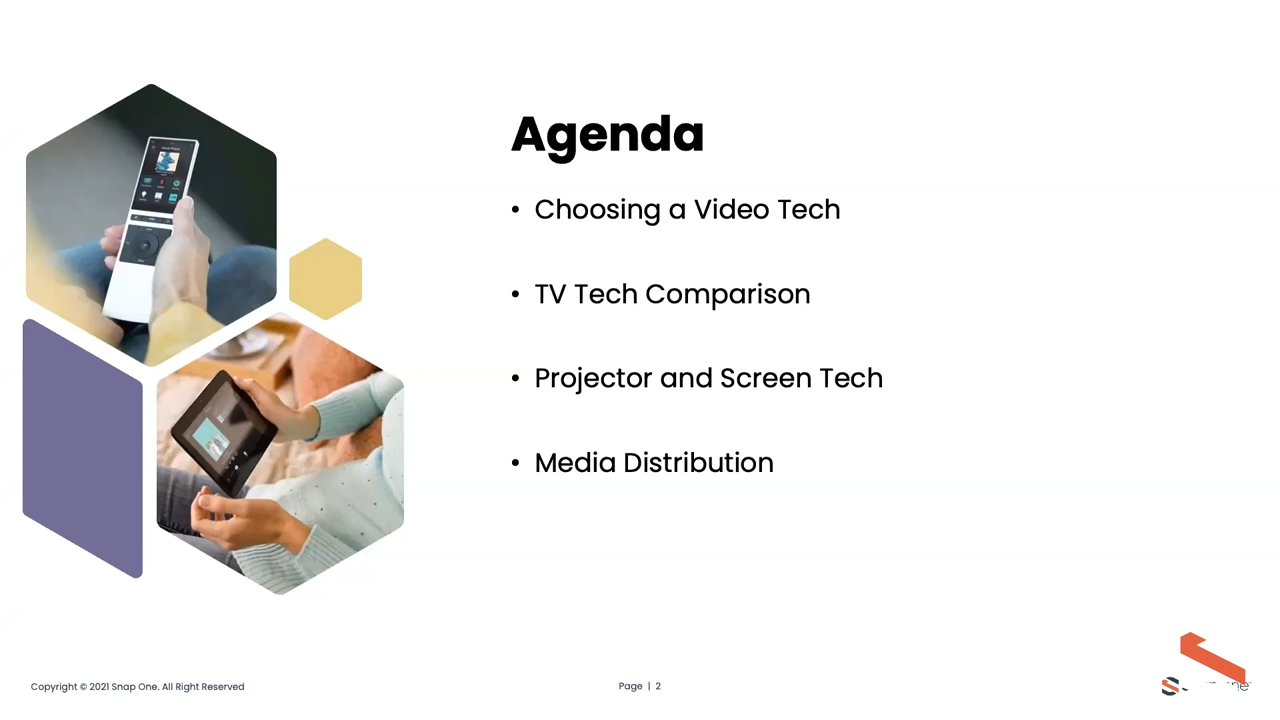 Agenda
• Choosing a Video Tech
• TV Tech Comparison
• Projector and Screen Tech
• Media Distribution
Copyright © 2021 Snap One. All Right Reserved
Page | 2